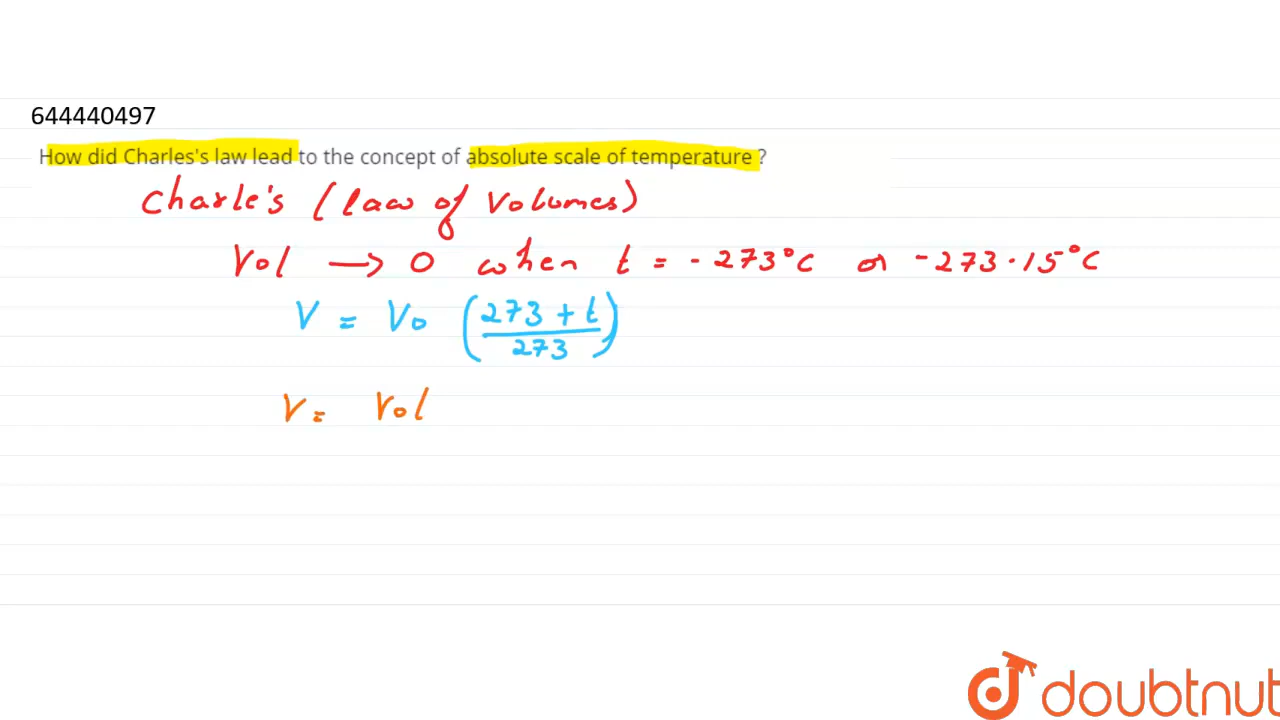 644440497
How did Charles's law lead to the concept of absolute scale of temperature ?
Charle's (law of Volumes)
Vol → 0 when t = - 273°C or - 273.15°C
V = V0 (273 + t / 273)
V = Vol
doubtnut